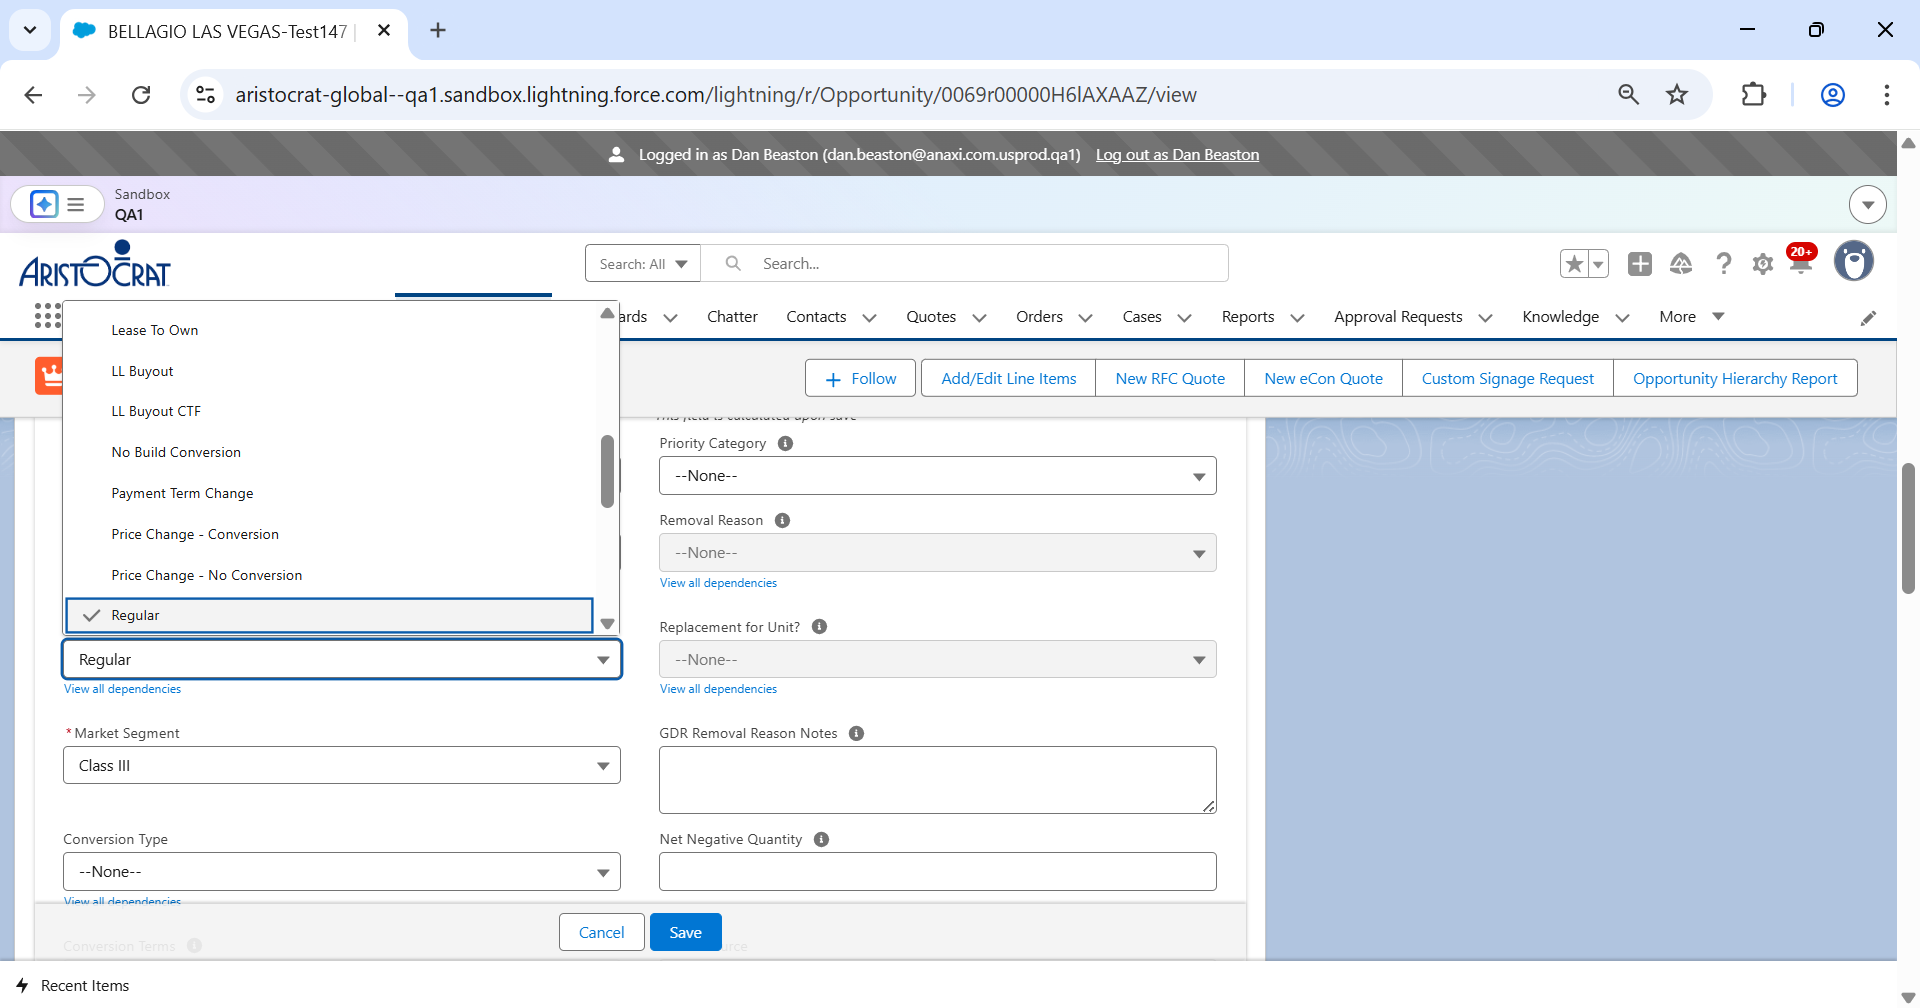 BELLAGIO LAS VEGAS-Test147
aristocrat-global--qa1.sandbox.lightning.force.com/lightning/r/Opportunity/0069r00000H6lAXAAZ/view
Logged in as Dan Beaston (dan.beaston@anaxi.com.usprod.qa1) Log out as Dan Beaston
Sandbox
QA1
ARISTOCRAT
Search: All
Search...
20+
Chatter
Contacts
Quotes
Orders
Cases
Reports
Approval Requests
Knowledge
More
Follow
Add/Edit Line Items
New RFC Quote
New eCon Quote
Custom Signage Request
Opportunity Hierarchy Report
Lease To Own
LL Buyout
LL Buyout CTF
No Build Conversion
Payment Term Change
Price Change - Conversion
Price Change - No Conversion
Regular
Regular
View all dependencies
*Market Segment
Class III
Conversion Type
--None--
View all dependencies
Conversion Terms
Priority Category
--None--
Removal Reason
--None--
View all dependencies
Replacement for Unit?
--None--
View all dependencies
GDR Removal Reason Notes
Net Negative Quantity
Cancel
Save
Recent Items